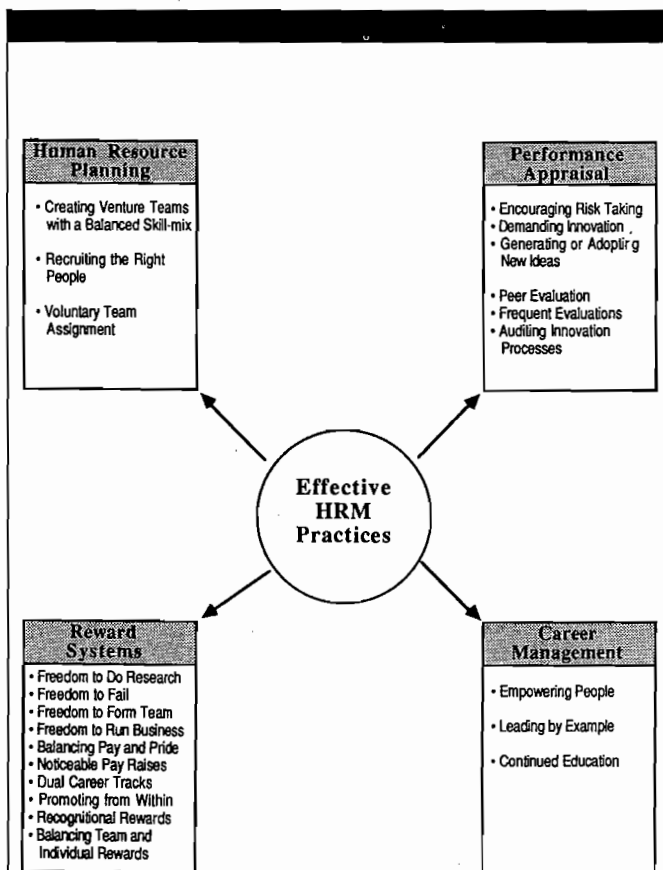 Human Resource
Planning
• Creating Venture Teams
with a Balanced Skill-mix
• Recruiting the Right
People
• Voluntary Team
Assignment
Performance
Appraisal
• Encouraging Risk Taking
• Demanding Innovation
• Generating or Adopting
New Ideas
• Peer Evaluation
• Frequent Evaluations
• Auditing Innovation
Processes
Effective
HRM
Practices
Reward
Systems
• Freedom to Do Research
• Freedom to Fail
• Freedom to Form Team
• Freedom to Run Business
• Balancing Pay and Pride
• Noticeable Pay Raises
• Dual Career Tracks
• Promoting from Within
• Recognitional Rewards
• Balancing Team and
Individual Rewards
Career
Management
• Empowering People
• Leading by Example
• Continued Education